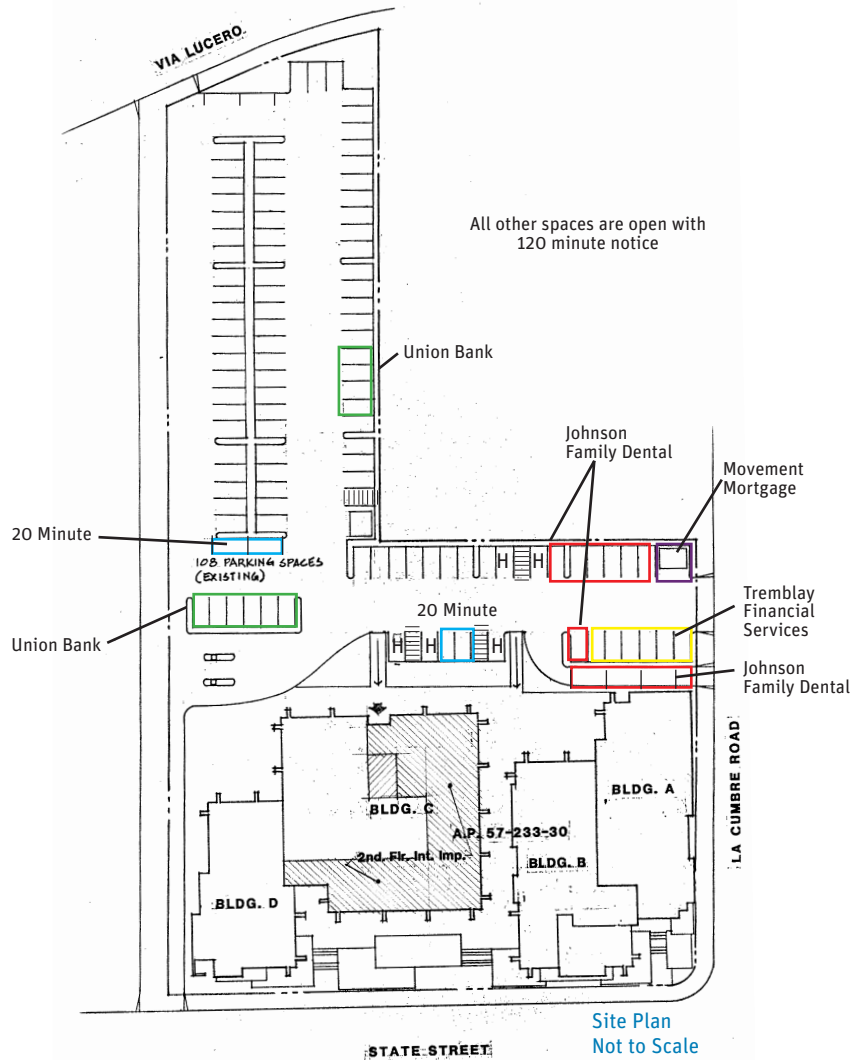 VIA LUCERO
All other spaces are open with
120 minute notice
Union Bank
Johnson
Family Dental
Movement
Mortgage
20 Minute
108 PARKING SPACES
(EXISTING)
H
H
Union Bank
20 Minute
Tremblay
Financial
Services
H
H
H
H
Johnson
Family Dental
BLDG. A
BLDG. C
A.P. 57-233-30
2nd. Flr. Int. Imp.
BLDG. B
BLDG. D
LA CUMBRE ROAD
Site Plan
Not to Scale
STATE STREET